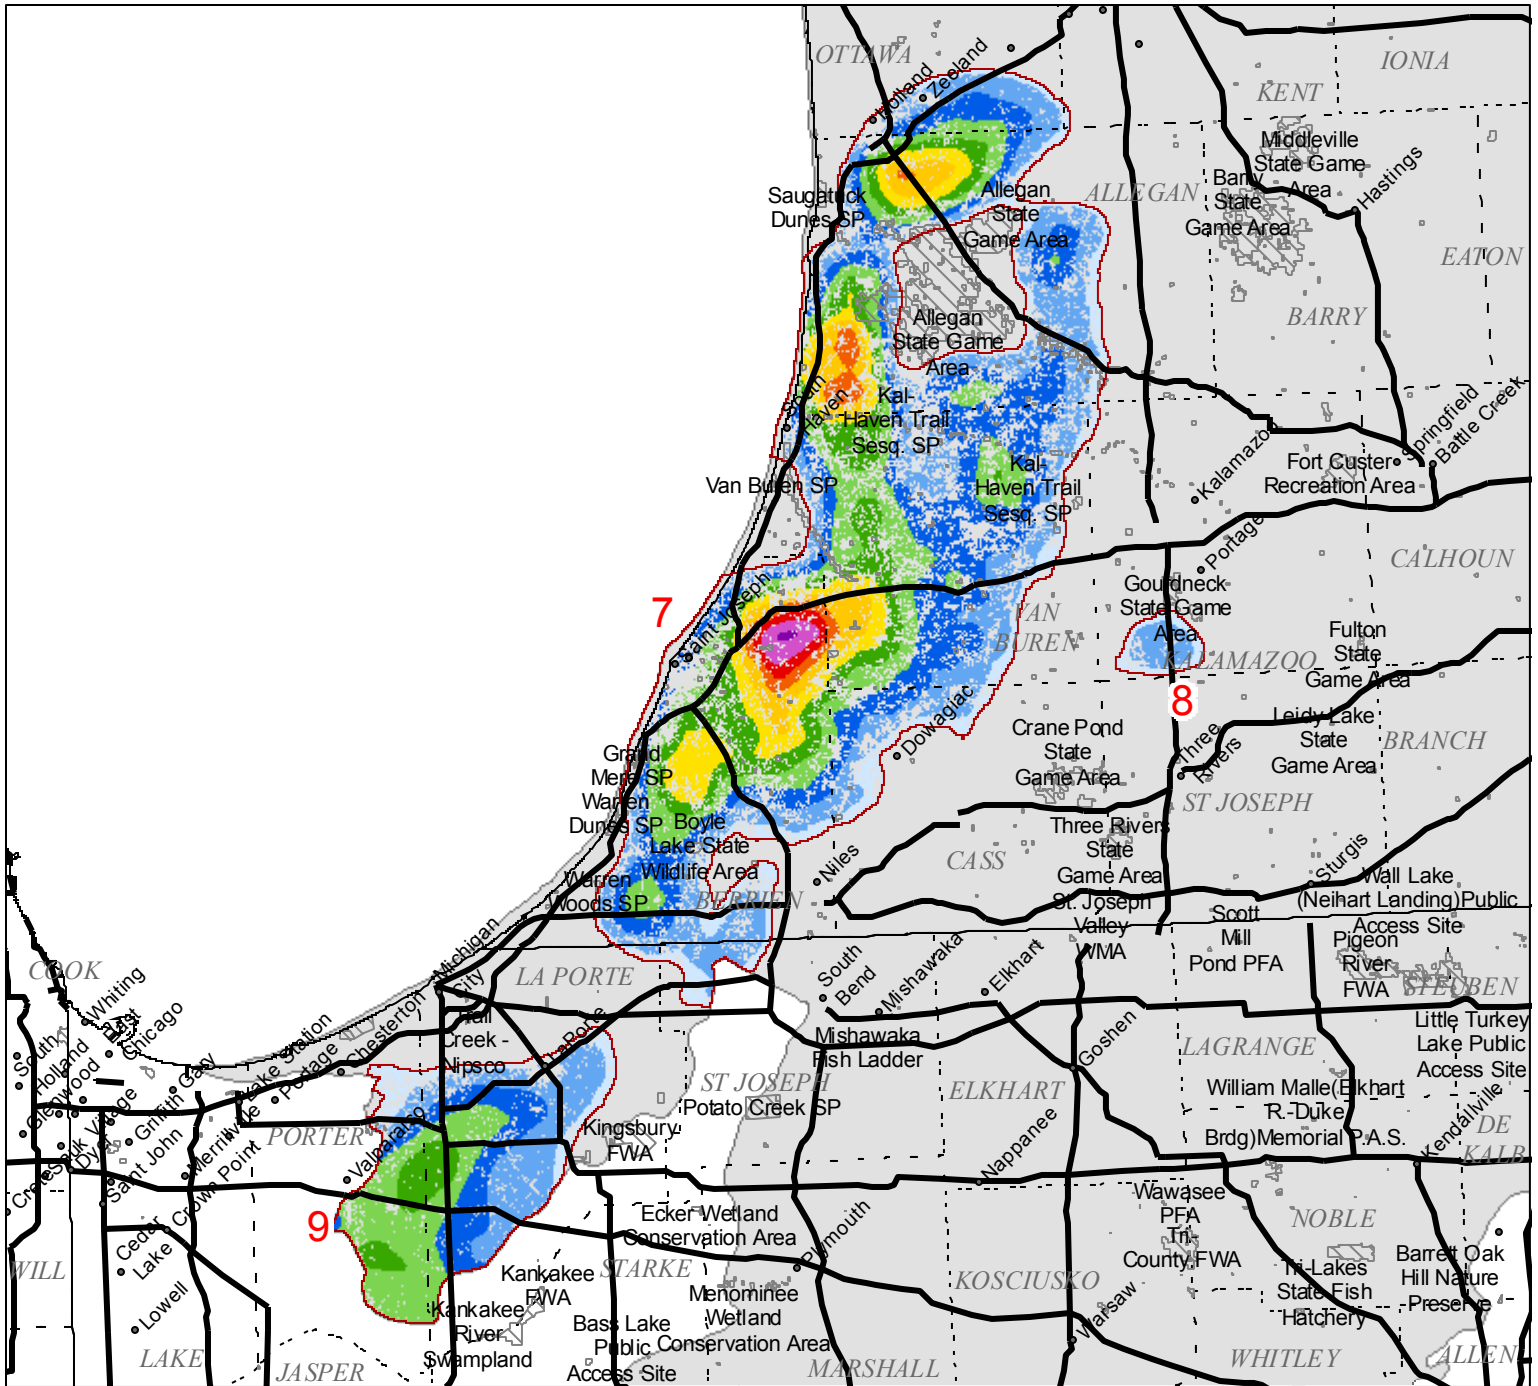 OTTAWA
IONIA
KENT
Holland
Zeeland
Middleville
State Game
Area
Hastings
Barry
State
Game Area
Saugatuck
Dunes SP
Allegan
State
Game Area
ALLEGAN
EATON
BARRY
Allegan
State Game
Area
South
Haven
Kal-
Haven Trail
Sesq. SP
Kal-
Haven Trail
Sesq. SP
Van Buren SP
Kalamazoo
Springfield
Battle Creek
Fort Custer
Recreation Area
Portage
CALHOUN
Gourdneck
State Game
Area
7
Saint Joseph
VAN
BUREN
KALAMAZOO
Fulton
State
Game Area
8
Dowagiac
Crane Pond
State
Game Area
Three
Rivers
Leidy Lake
State
Game Area
BRANCH
Grand
Mere SP
Warren
Dunes SP
Boyle
Lake State
Wildlife Area
ST JOSEPH
Three Rivers
State
Game Area
CASS
Niles
Sturgis
Warren
Woods SP
BERRIEN
Wall Lake
(Neihart Landing)Public
Access Site
St. Joseph
Valley
WMA
Scott
Mill
Pond PFA
Pigeon
River
FWA
STEUBEN
Michigan
City
LA PORTE
South
Bend
Mishawaka
Elkhart
COOK
Whiting
East
Chicago
South
Holland
Glenwood
Gary
Lake Station
Portage
Chesterton
Trail
Creek -
Nipsco
LaPorte
Mishawaka
Fish Ladder
Goshen
LAGRANGE
Little Turkey
Lake Public
Access Site
ST JOSEPH
Potato Creek SP
ELKHART
William Malle(Elkhart
R.-Duke
Brdg)Memorial P.A.S.
Kendallville
DE
KALB
Sauk Village
Dyer
Griffith
Saint John
Merrillville
Crown Point
PORTER
Valparaiso
Kingsbury
FWA
Nappanee
Crete
9
Cedar
Lake
Ecker Wetland
Conservation Area
Plymouth
Wawasee
PFA
Tri-
County FWA
NOBLE
WILL
Lowell
Kankakee
FWA
STARKE
KOSCIUSKO
Barrett Oak
Hill Nature
Preserve
Tri-Lakes
State Fish
Hatchery
Kankakee
River
Swampland
Menominee
Wetland
Conservation Area
Bass Lake
Public
Access Site
Warsaw
LAKE
JASPER
MARSHALL
WHITLEY
ALLEN